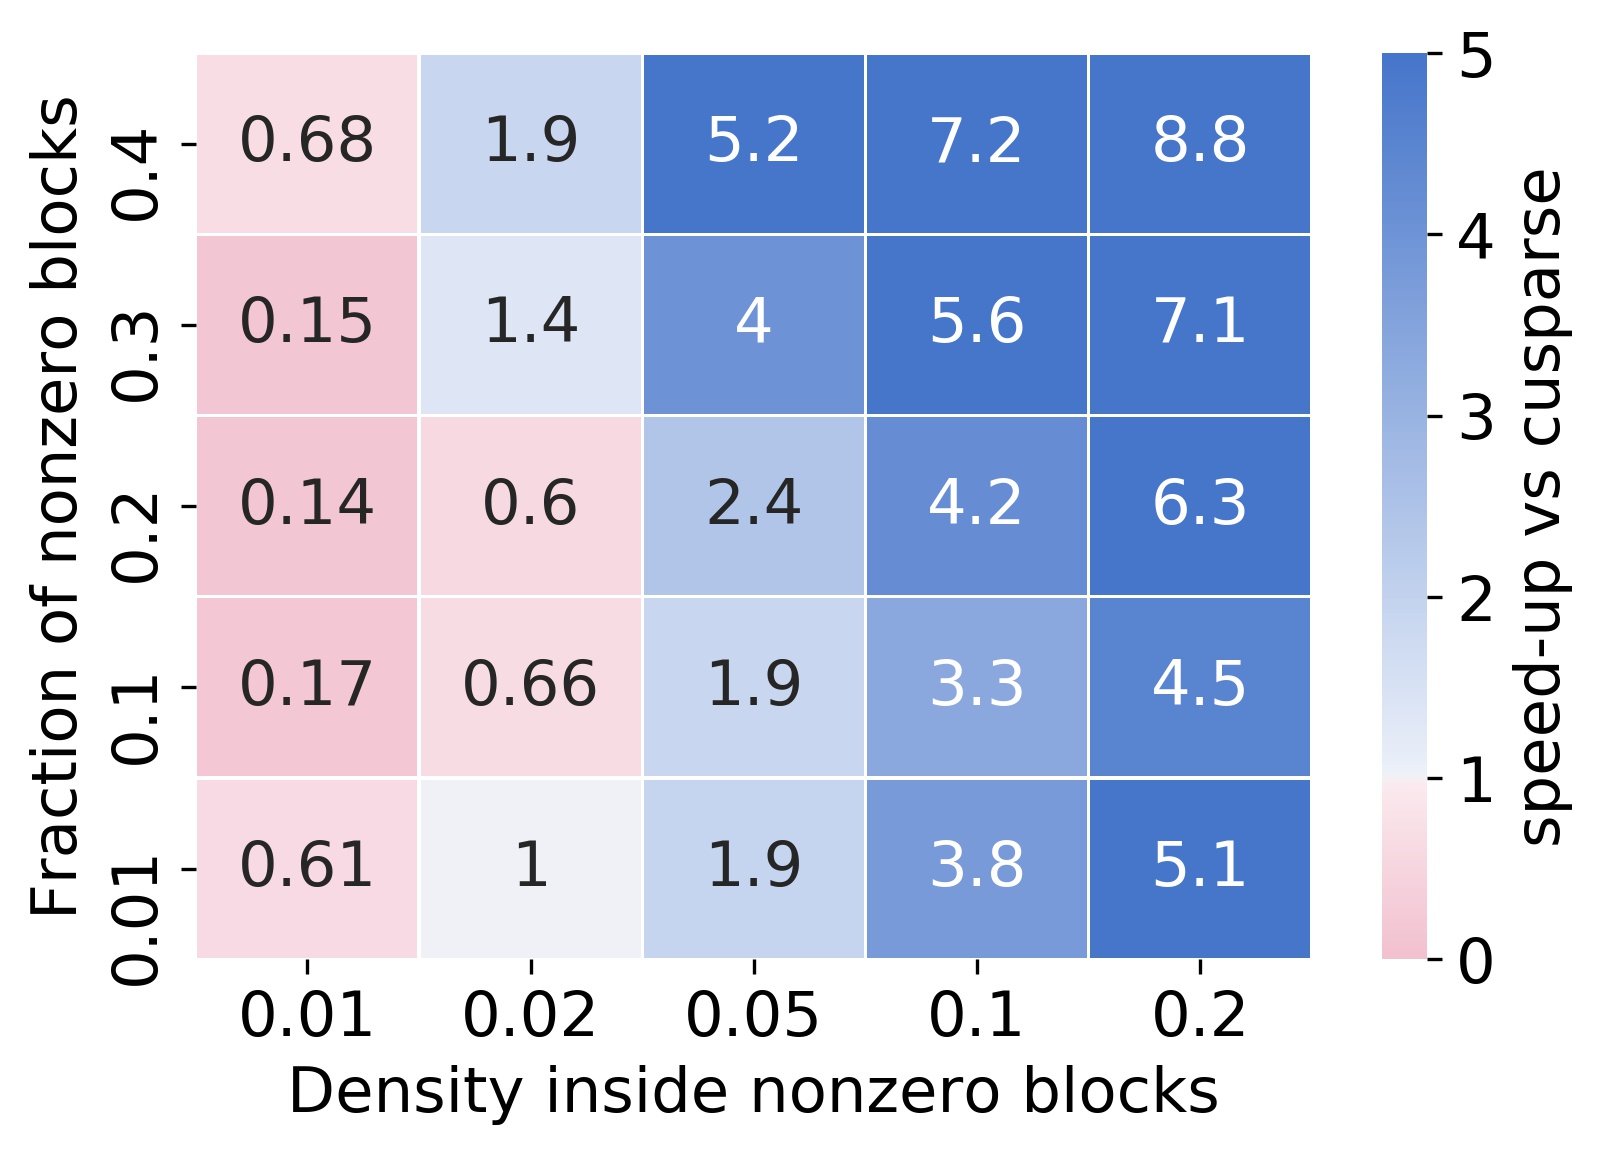 Fraction of nonzero blocks
0.4 0.68 1.9 5.2 7.2 8.8
0.3 0.15 1.4 4 5.6 7.1
0.2 0.14 0.6 2.4 4.2 6.3
0.1 0.17 0.66 1.9 3.3 4.5
0.01 0.61 1 1.9 3.8 5.1
0.01 0.02 0.05 0.1 0.2
Density inside nonzero blocks
5
4
3
2
1
0
speed-up vs cusparse